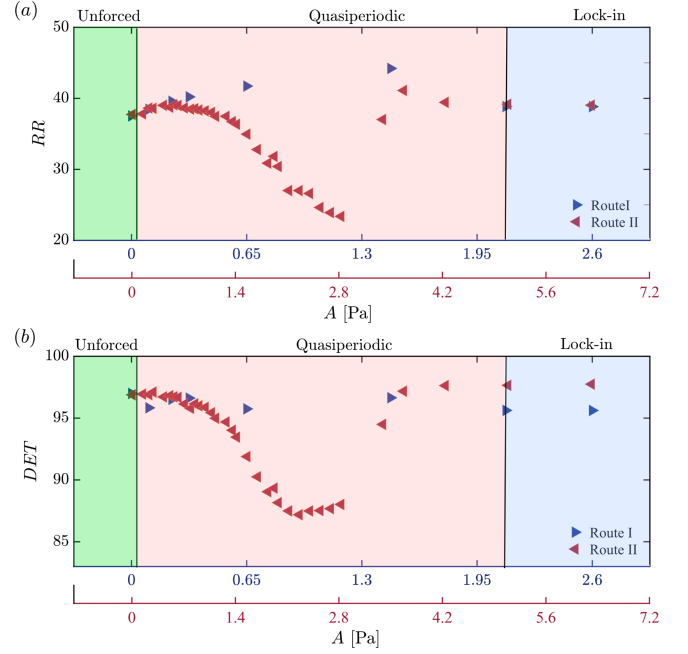 (a)
Unforced Quasiperiodic Lock-in
50
40
30
20
RR
RouteI
Route II
0 0.65 1.3 1.95 2.6
0 1.4 2.8 4.2 5.6 7.2
A [Pa]
(b)
Unforced Quasiperiodic Lock-in
100
95
90
85
DET
Route I
Route II
0 0.65 1.3 1.95 2.6
0 1.4 2.8 4.2 5.6 7.2
A [Pa]